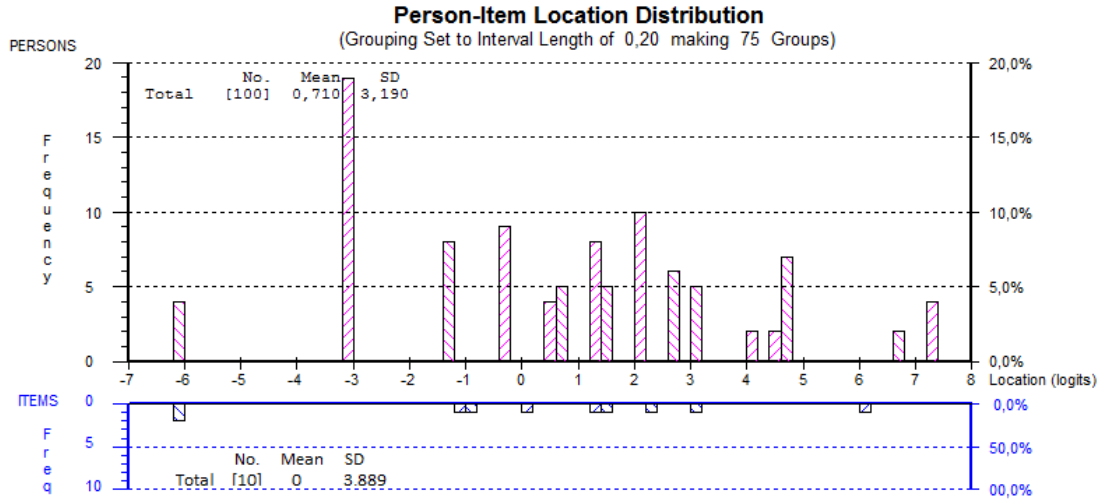 Person-Item Location Distribution
(Grouping Set to Interval Length of 0,20 making 75 Groups)
PERSONS
Frequency
20 15 10 5 0
No. Mean SD
Total [100] 0,710 3,190
20,0% 15,0% 10,0% 5,0% 0,0%
-7 -6 -5 -4 -3 -2 -1 0 1 2 3 4 5 6 7 8 Location (logits)
ITEMS
Freq
0 5 10
No. Mean SD
Total [10] 0 3.889
0,0% 50,0% 00,0%